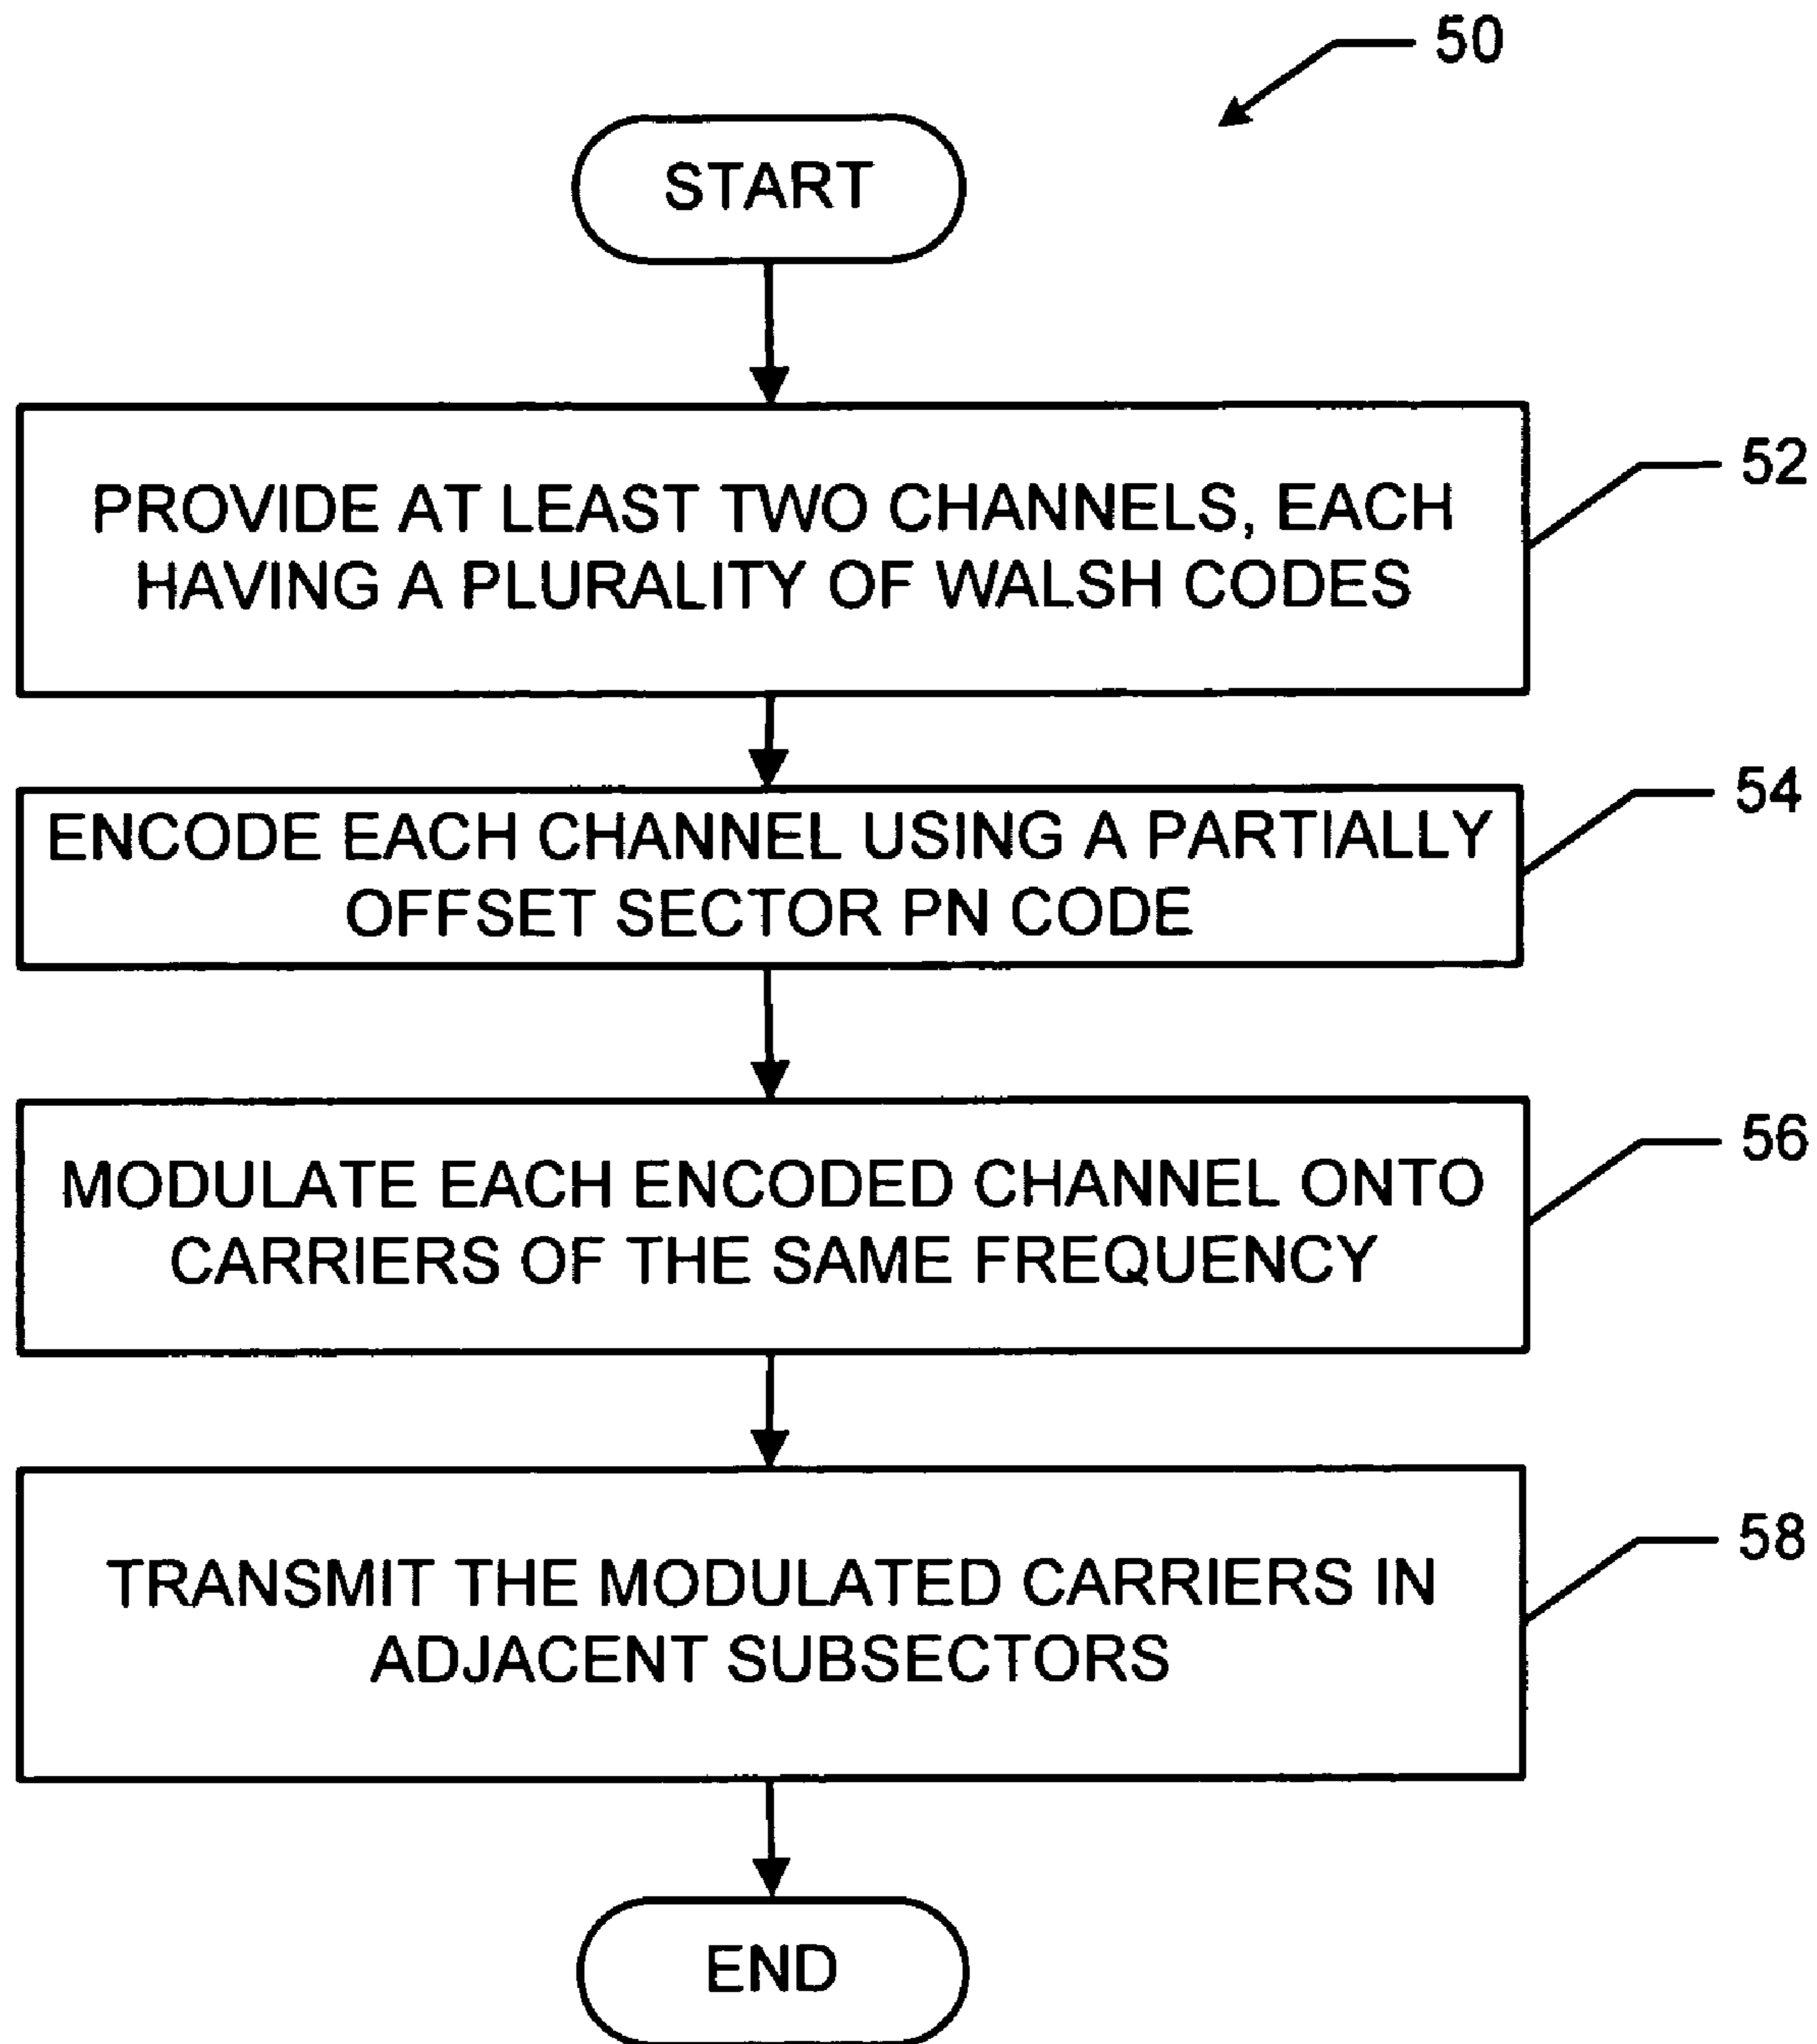 50
START
PROVIDE AT LEAST TWO CHANNELS, EACH
HAVING A PLURALITY OF WALSH CODES
52
ENCODE EACH CHANNEL USING A PARTIALLY
OFFSET SECTOR PN CODE
54
MODULATE EACH ENCODED CHANNEL ONTO
CARRIERS OF THE SAME FREQUENCY
56
TRANSMIT THE MODULATED CARRIERS IN
ADJACENT SUBSECTORS
58
END